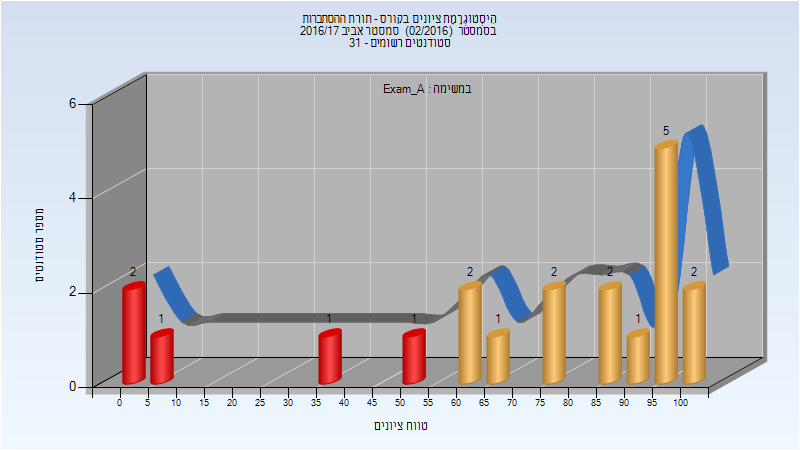 היסטוגרמת ציונים בקורס - תורת ההסתברות
בסמסטר (02/2016) סמסטר אביב 2016/17
סטודנטים רשומים - 31
במשימה : Exam_A
מספר סטודנטים
6
4
2
0
2
1
1
1
2
1
2
2
1
5
2
0 5 10 15 20 25 30 35 40 45 50 55 60 65 70 75 80 85 90 95 100
טווח ציונים